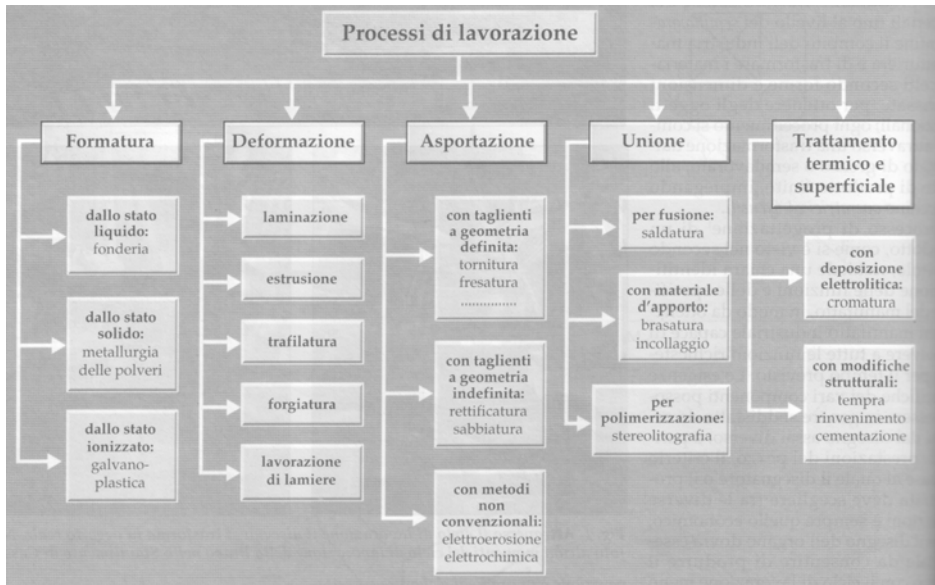 Processi di lavorazione
Formatura
dallo stato
liquido:
fonderia
dallo stato
solido:
metallurgia
delle polveri
dallo stato
ionizzato:
galvano-
plastica
Deformazione
laminazione
estrusione
trafilatura
forgiatura
lavorazione
di lamiere
Asportazione
con taglienti
a geometria
definita:
tornitura
fresatura
...............
con taglienti
a geometria
indefinita:
rettificatura
sabbiatura
con metodi
non
convenzionali:
elettroerosione
elettrochimica
Unione
per fusione:
saldatura
con materiale
d'apporto:
brasatura
incollaggio
per
polimerizzazione:
stereolitografia
Trattamento
termico e
superficiale
con
deposizione
elettrolitica:
cromatura
con modifiche
strutturali:
tempra
rinvenimento
cementazione